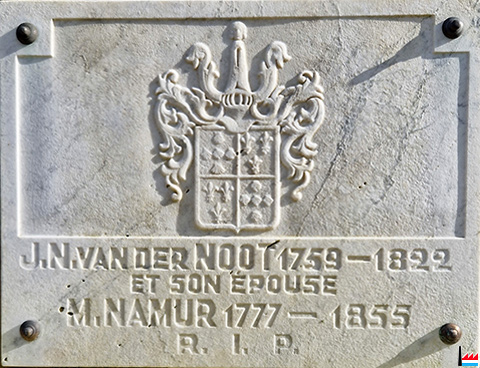 J.N.VAN DER NOOT 1759 — 1822
ET SON ÉPOUSE
M.NAMUR 1777 — 1855
R. I. P.